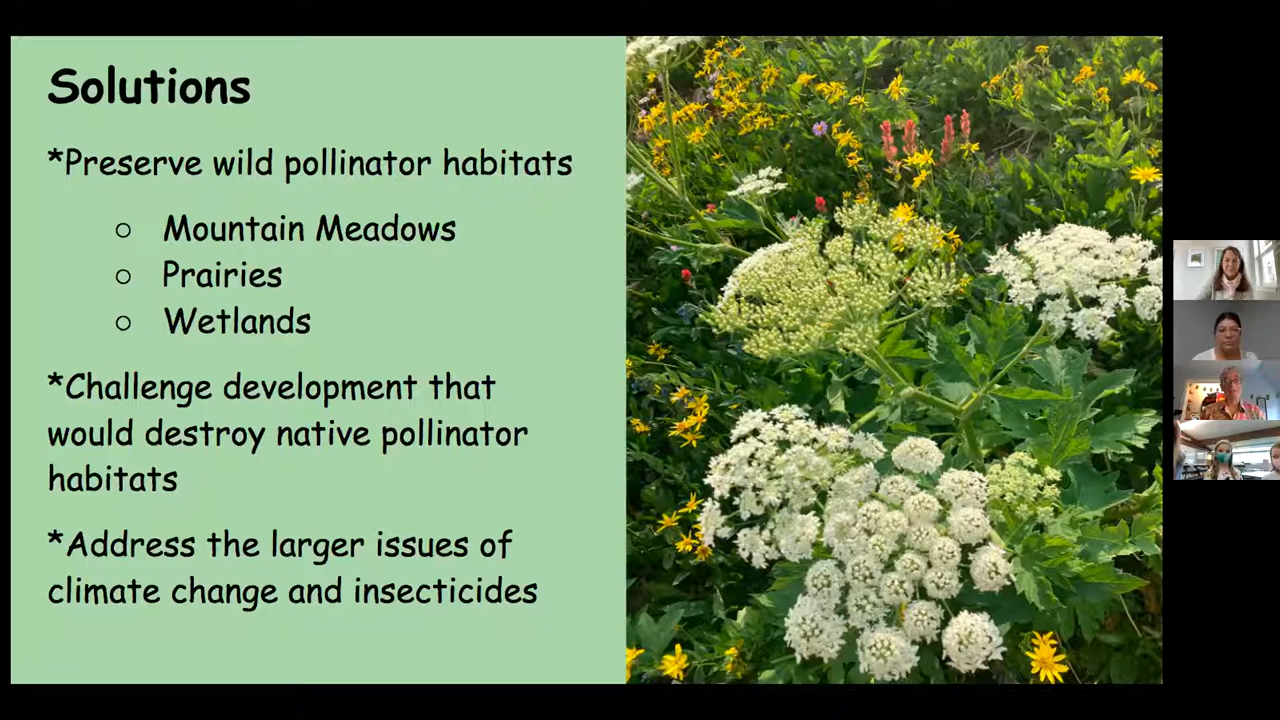 Solutions
*Preserve wild pollinator habitats
○ Mountain Meadows
○ Prairies
○ Wetlands
*Challenge development that
would destroy native pollinator
habitats
*Address the larger issues of
climate change and insecticides